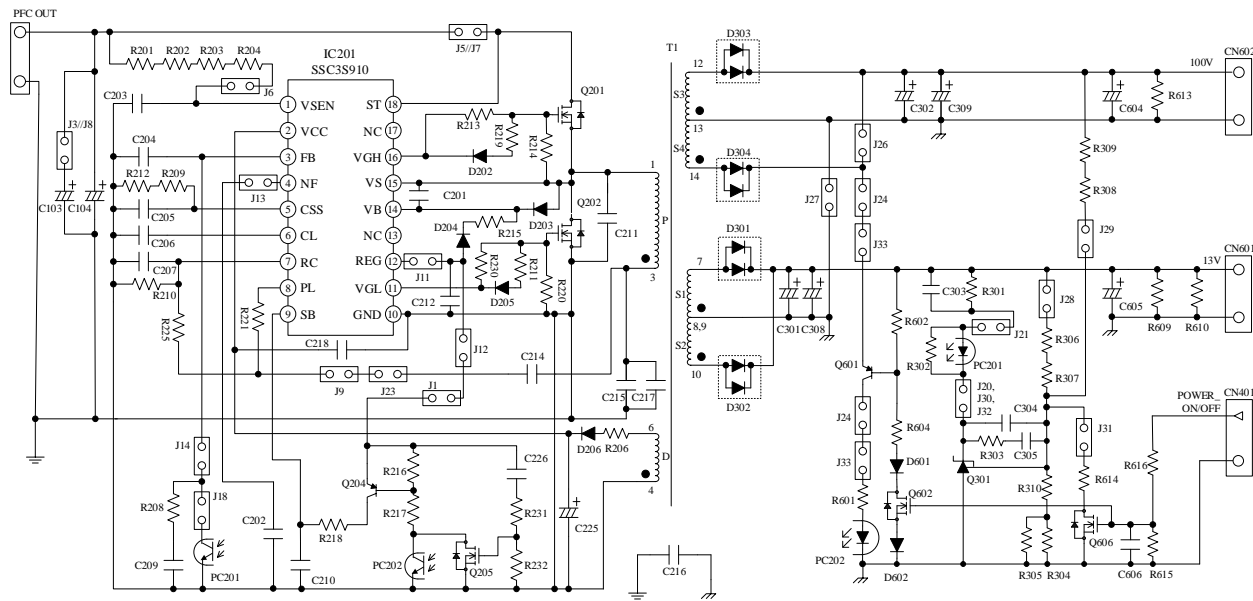 PFC OUT
R201 R202 R203 R204
J5//J7
IC201
SSC3S910
C203
J6
1 VSEN
ST 18
2 VCC
NC 17
3 FB
VGH 16
4 NF
VS 15
5 CSS
VB 14
6 CL
NC 13
7 RC
REG 12
8 PL
VGL 11
9 SB
GND 10
J3//J8
C204
R212 R209
J13
C103
C104
C205
C206
C207
R210
R225
R221
C218
J9
J23
C214
J1
J12
J11
C212
Q201
R213
R219
R214
D202
C201
Q202
D203
R215
D204
C211
R230
R211
D205
R220
C215
C217
T1
1
P
3
6
D
4
D206
R206
J14
R208
J18
C209
PC201
C202
C210
R218
Q204
R216
R217
PC202
Q205
C226
R231
R232
C225
C216
12
S3
13
S4
14
7
S1
8,9
S2
10
D303
D304
D301
D302
C302
C309
C604
R613
100V
CN602
J26
J27
J24
J33
R309
R308
J29
C301
C308
C303
R301
J28
C605
R609
R610
13V
CN601
R602
J21
R302
PC201
R306
R307
Q601
J20,
J30,
J32
C304
R303
C305
J24
J33
R604
D601
Q602
D602
R601
PC202
Q301
R310
R305
R304
J31
R614
Q606
C606
R615
R616
POWER_
ON/OFF
CN401